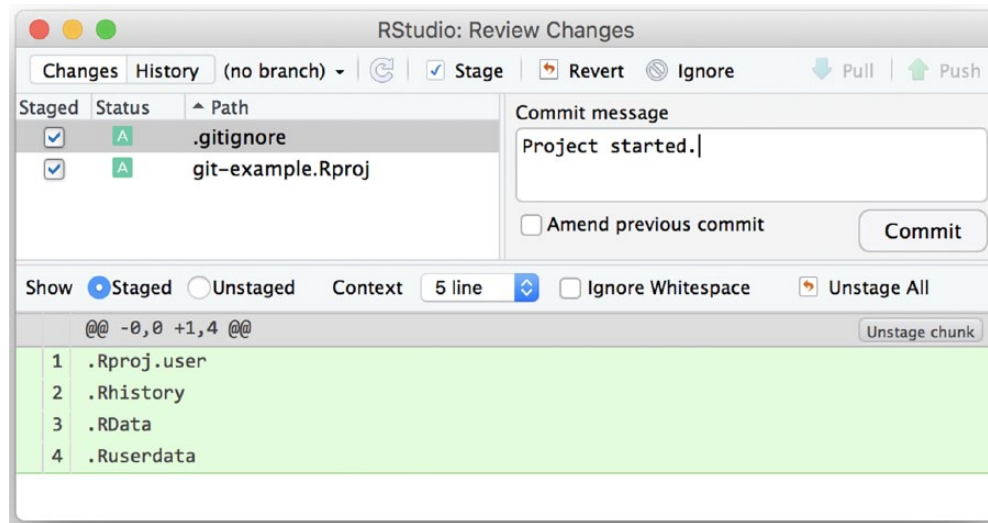 RStudio: Review Changes
Changes History (no branch) Stage Revert Ignore Pull Push
Staged Status Path
A .gitignore
A git-example.Rproj
Commit message
Project started.
Amend previous commit Commit
Show Staged Unstaged Context 5 line Ignore Whitespace Unstage All
@@ -0,0 +1,4 @@ Unstage chunk
1 .Rproj.user
2 .Rhistory
3 .RData
4 .Ruserdata